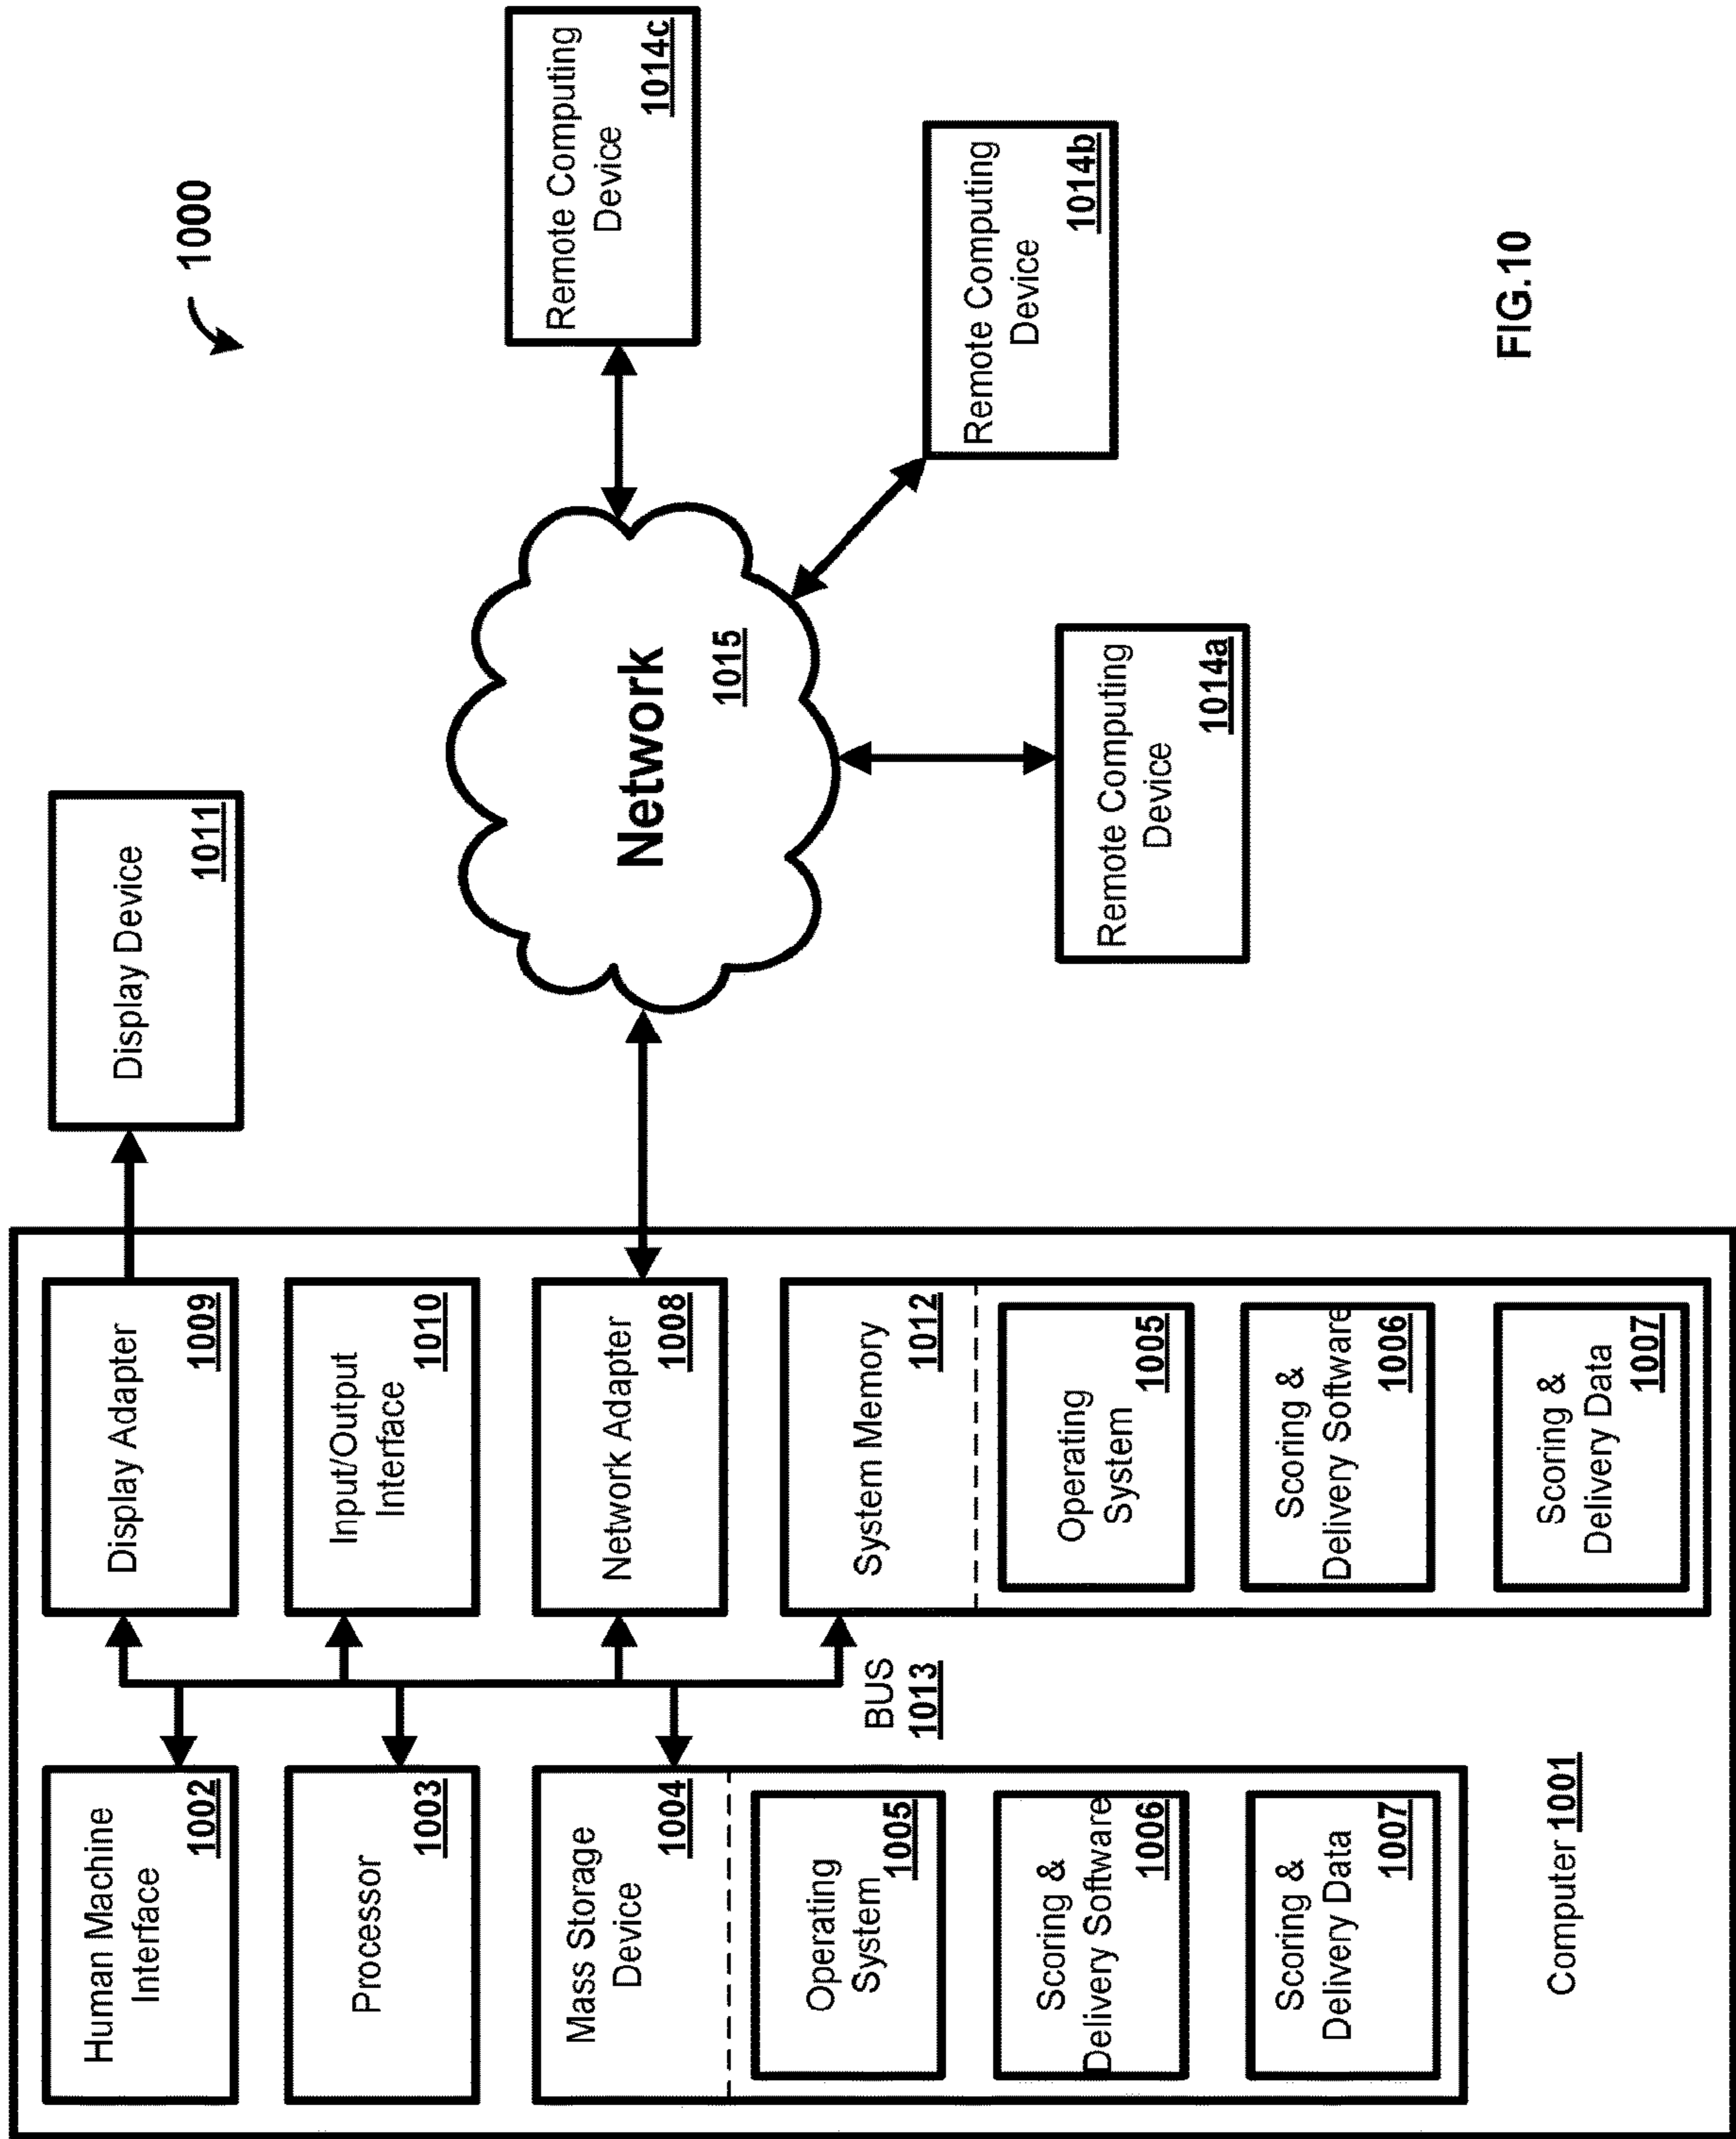 1000
Human Machine
Interface
1002
Processor
1003
Mass Storage
Device
1004
Operating
System
1005
Scoring &
Delivery Software
1006
Scoring &
Delivery Data
1007
Computer 1001
BUS
1013
Display Adapter
1009
Input/Output
Interface
1010
Network Adapter
1008
System Memory
1012
Operating
System
1005
Scoring &
Delivery Software
1006
Scoring &
Delivery Data
1007
Display Device
1011
Network
1015
Remote Computing
Device
1014a
Remote Computing
Device
1014b
Remote Computing
Device
1014c
FIG.10